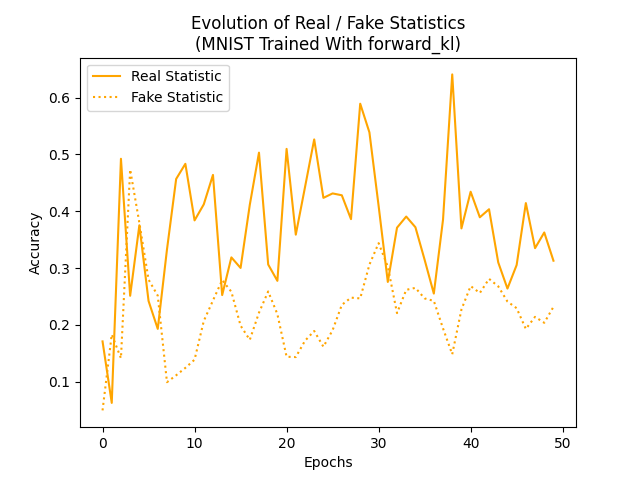 Evolution of Real / Fake Statistics
(MNIST Trained With forward_kl)
Real Statistic
Fake Statistic
Accuracy
0.6
0.5
0.4
0.3
0.2
0.1
0 10 20 30 40 50
Epochs